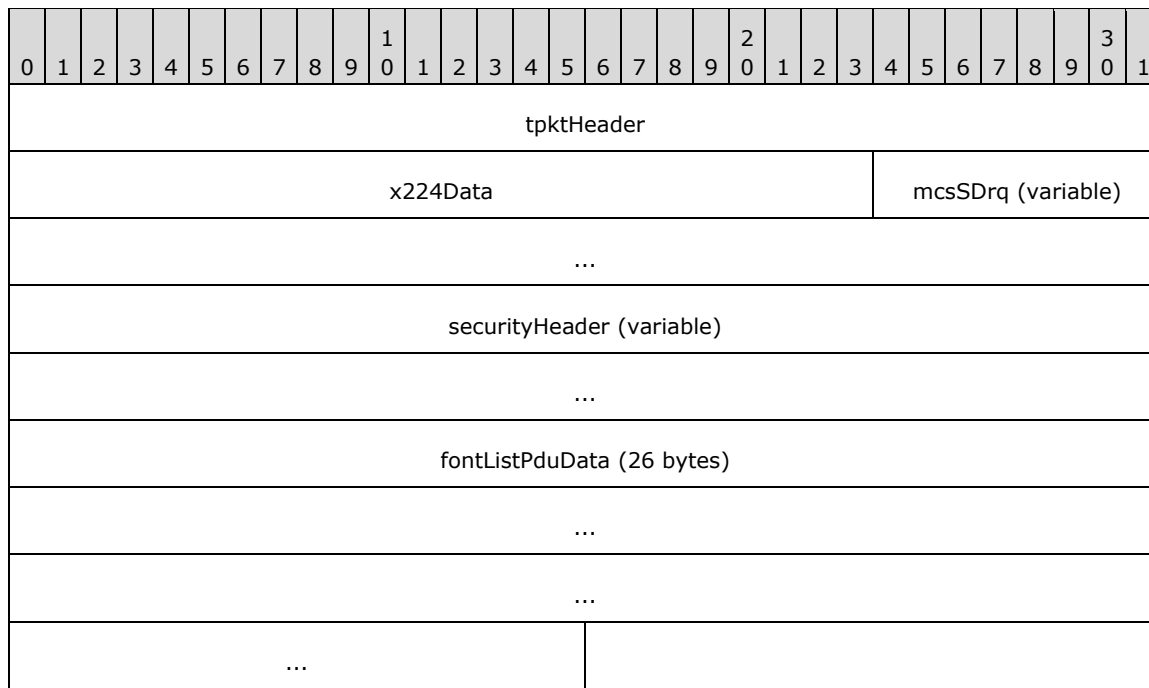 1 2 3
0 1 2 3 4 5 6 7 8 9 0 1 2 3 4 5 6 7 8 9 0 1 2 3 4 5 6 7 8 9 0 1
tpktHeader
x224Data mcsSDrq (variable)
...
securityHeader (variable)
...
fontListPduData (26 bytes)
...
...
...